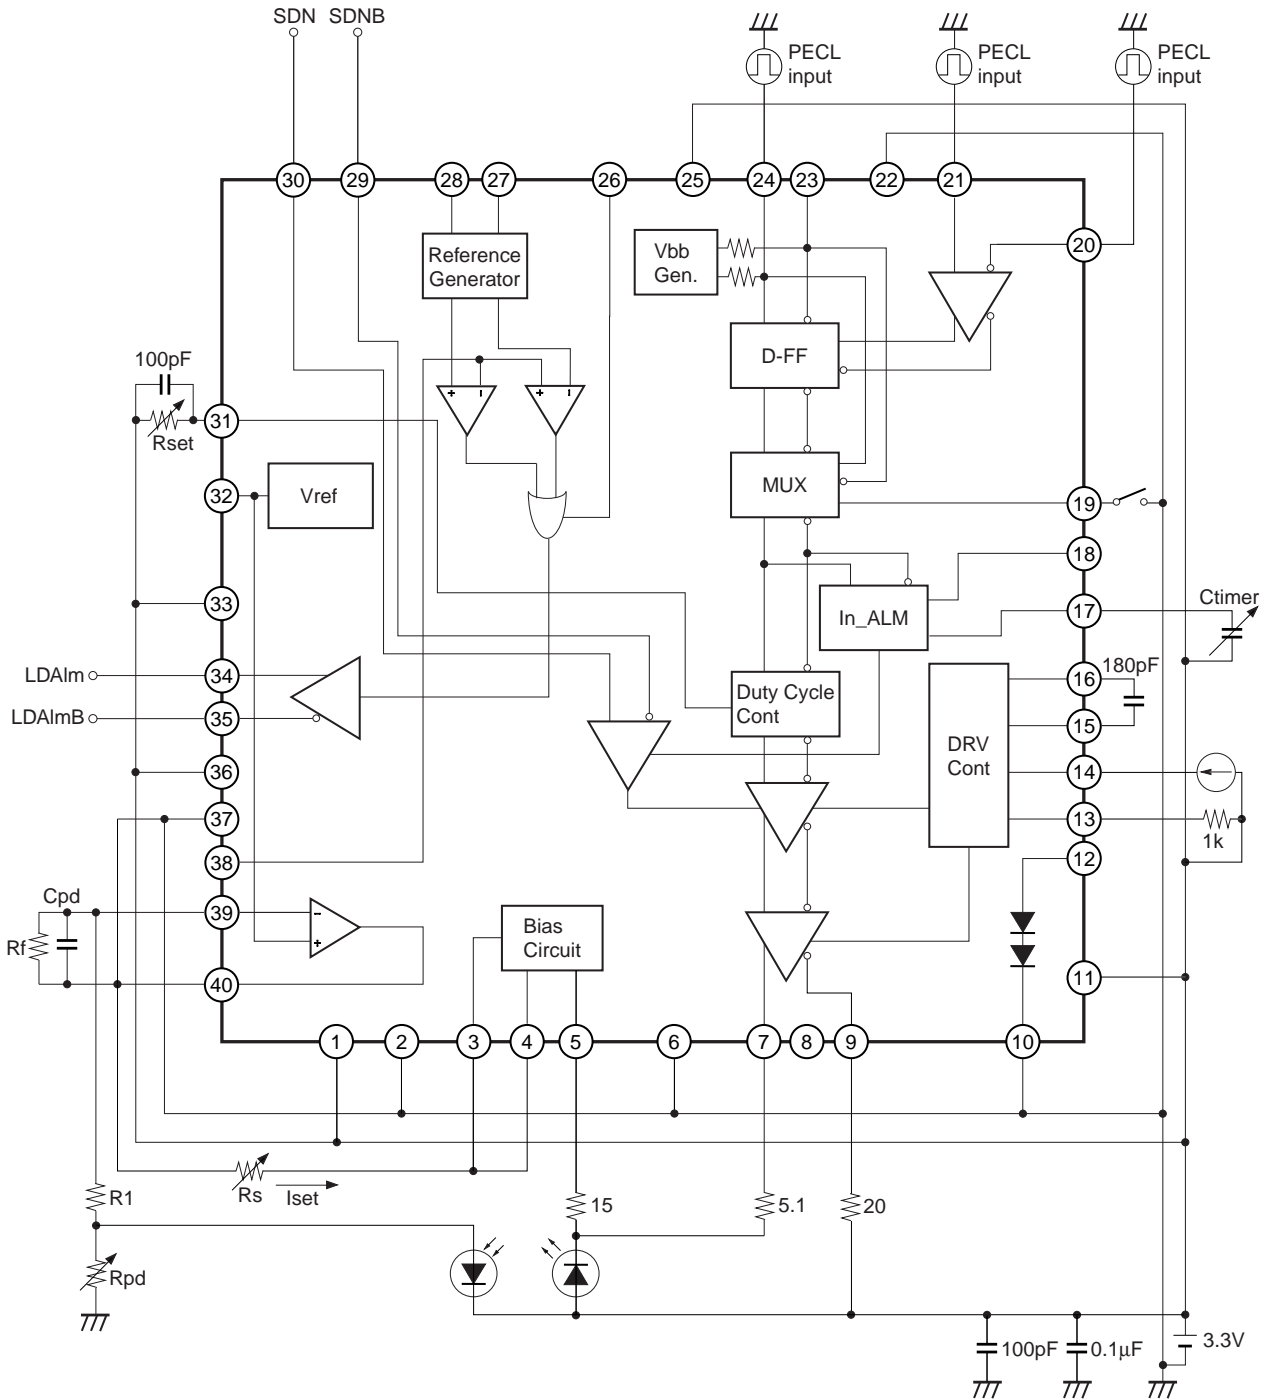 SDN SDNB
PECL
input
PECL
input
PECL
input
30 29 28 27 26 25 24 23 22 21
20
Reference
Generator
Vbb
Gen.
D-FF
100pF
+ − + −
31
Rset
MUX
32
Vref
19
18
33
In_ALM
17
Ctimer
LDAlm
34
16
180pF
Duty Cycle
Cont
LDAlmB
35
15
DRV
Cont
36
14
37
13
1k
38
12
Cpd
39
−
+
Rf
Bias
Circuit
40
11
1 2 3 4 5 6 7 8 9 10
Rs
Iset
R1
15
5.1
20
Rpd
100pF
0.1μF
3.3V